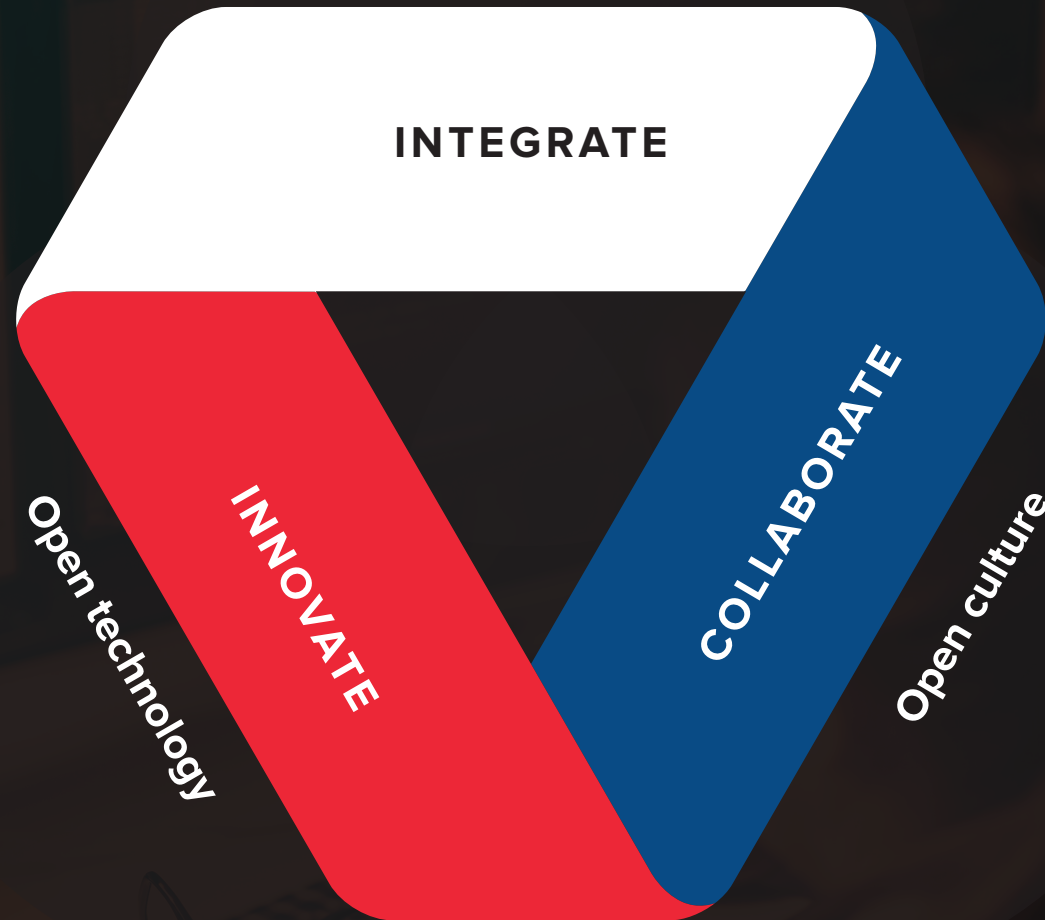 INTEGRATE
INNOVATE
COLLABORATE
Open technology
Open culture